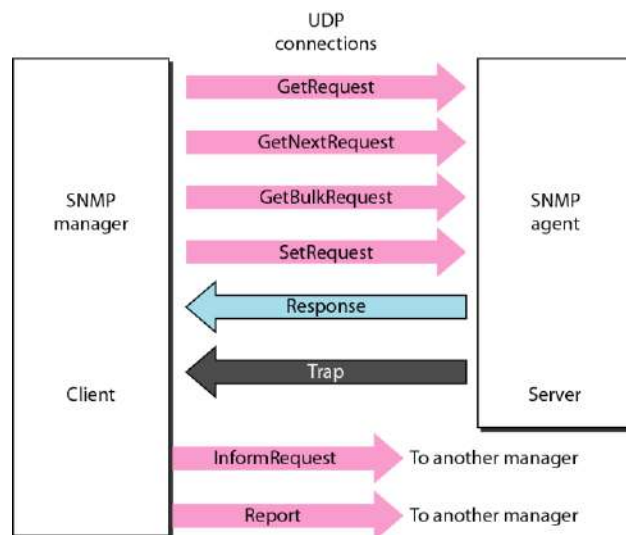 UDP
connections
GetRequest
GetNextRequest
GetBulkRequest
SetRequest
Response
Trap
SNMP
manager
Client
SNMP
agent
Server
InformRequest
To another manager
Report
To another manager